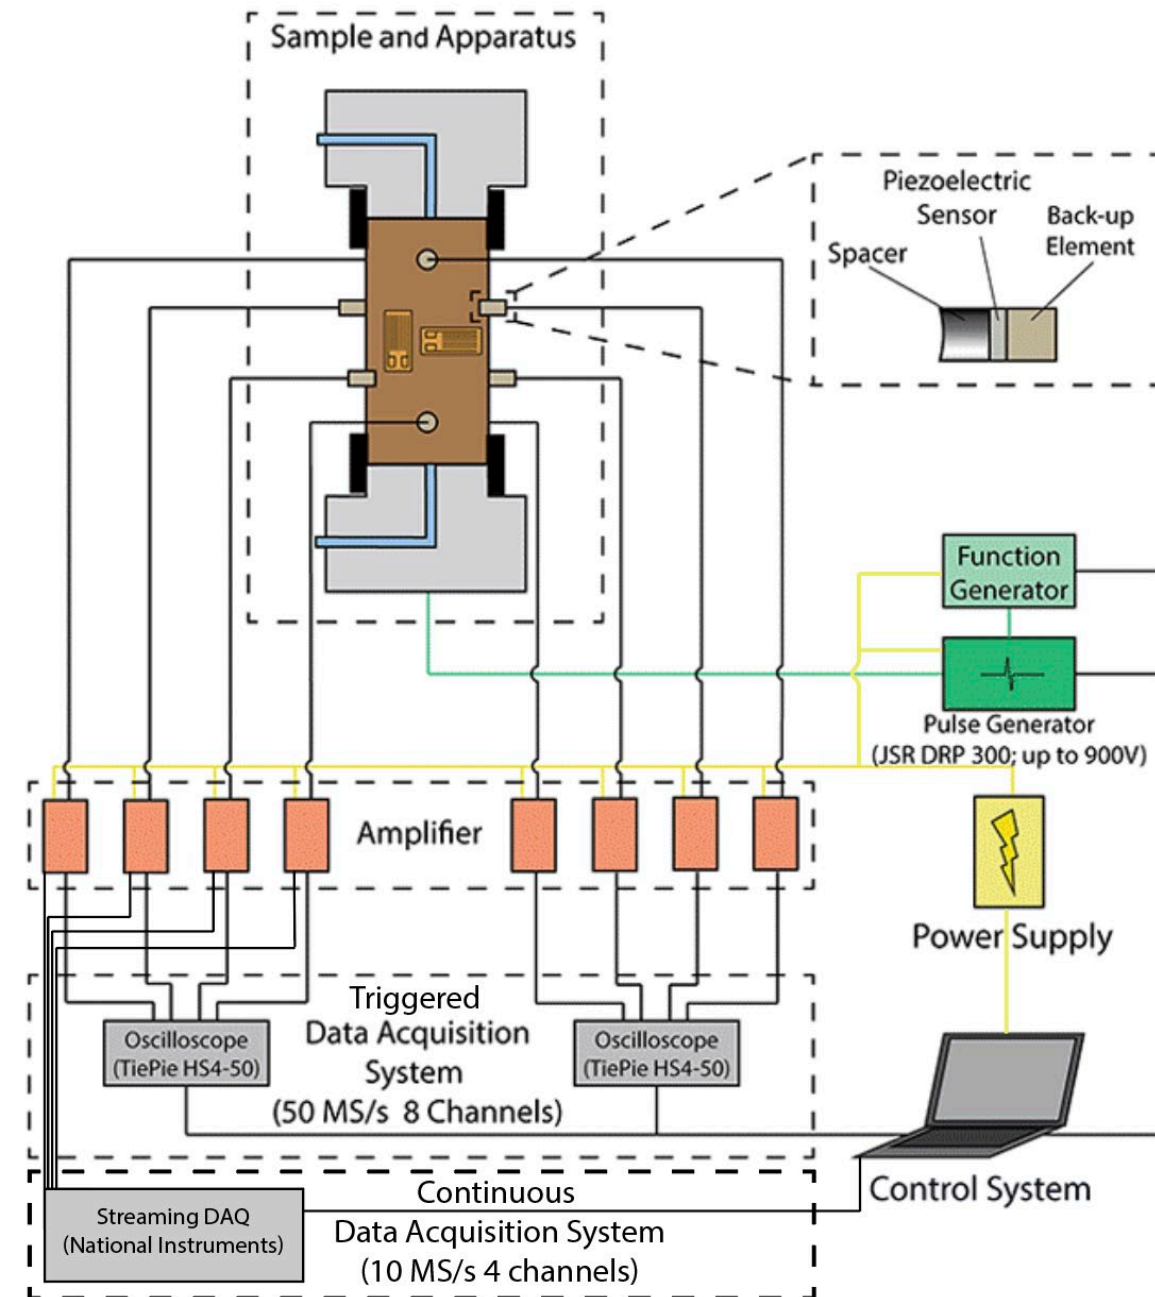 Sample and Apparatus
Piezoelectric
Sensor
Back-up
Element
Spacer
Function
Generator
Pulse Generator
(JSR DRP 300; up to 900V)
Amplifier
Power Supply
Triggered
Data Acquisition
System
(50 MS/s 8 Channels)
Oscilloscope
(TiePie HS4-50)
Oscilloscope
(TiePie HS4-50)
Control System
Continuous
Data Acquisition System
(10 MS/s 4 channels)
Streaming DAQ
(National Instruments)